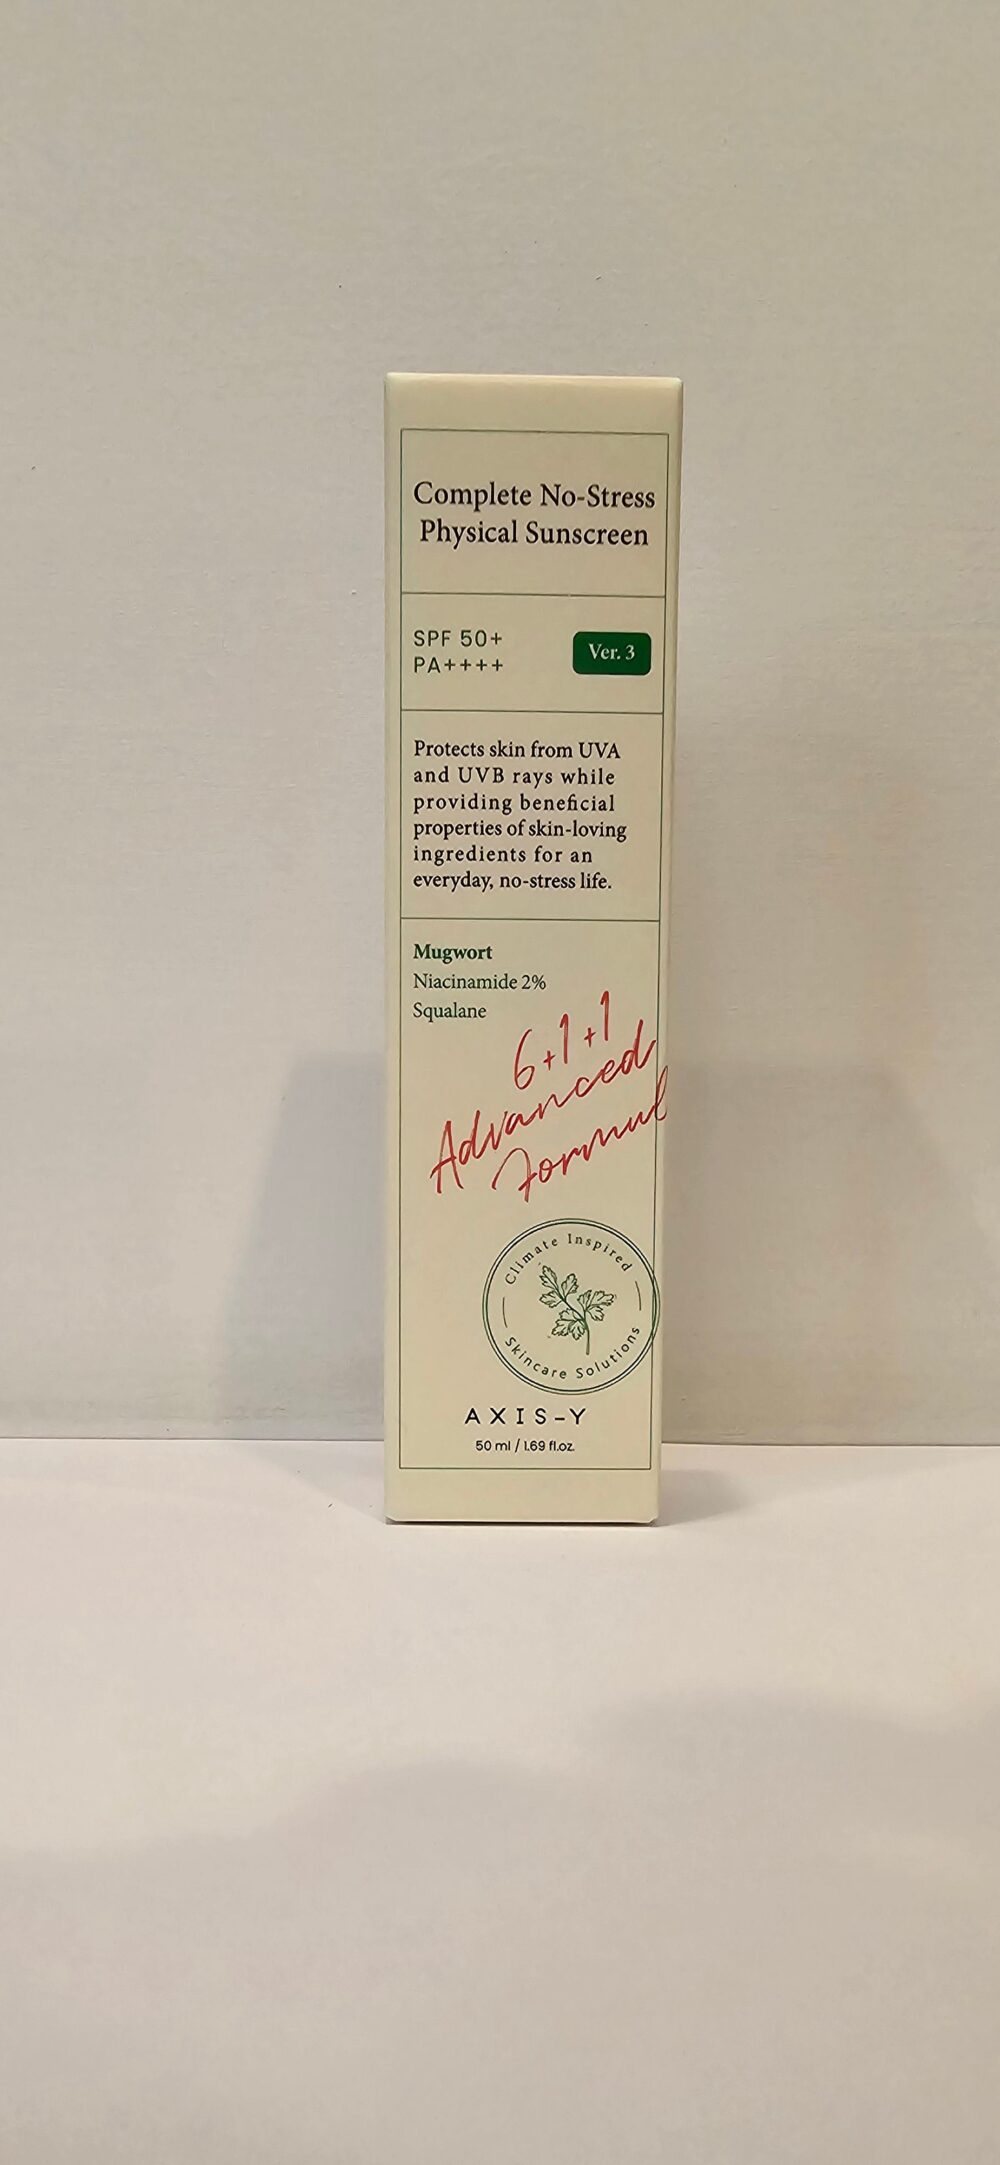 Complete No-Stress
Physical Sunscreen
SPF 50+
PA++++
Ver. 3
Protects skin from UVA
and UVB rays while
providing beneficial
properties of skin-loving
ingredients for an
everyday, no-stress life.
Mugwort
Niacinamide 2%
Squalane
6+1+1
Advanced
Formul
Climate Inspired
Skincare Solutions
AXIS-Y
50 ml / 1.69 fl.oz.